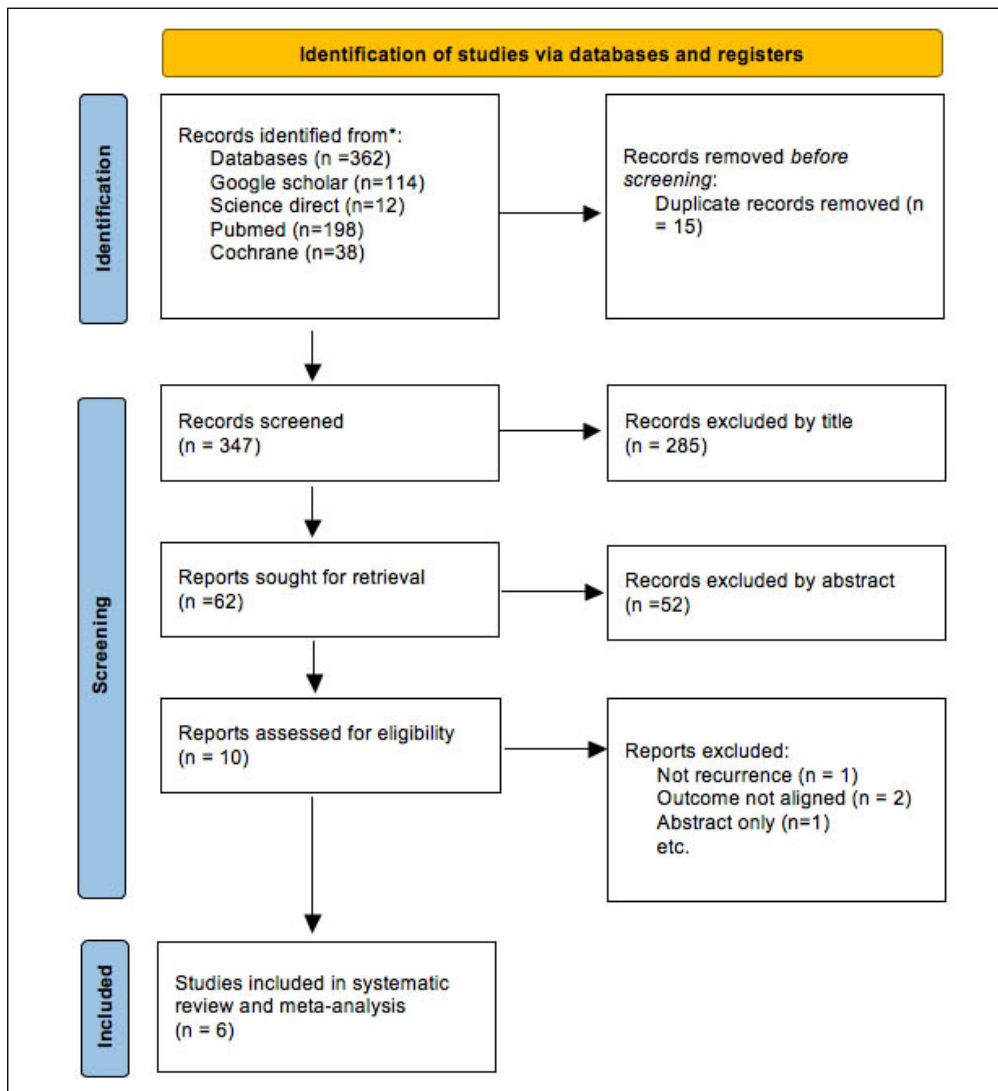 Identification of studies via databases and registers
Identification
Records identified from*:
Databases (n =362)
Google scholar (n=114)
Science direct (n=12)
Pubmed (n=198)
Cochrane (n=38)
Records removed before
screening:
Duplicate records removed (n
= 15)
Screening
Records screened
(n = 347)
Records excluded by title
(n = 285)
Reports sought for retrieval
(n =62)
Records excluded by abstract
(n =52)
Reports assessed for eligibility
(n = 10)
Reports excluded:
Not recurrence (n = 1)
Outcome not aligned (n = 2)
Abstract only (n=1)
etc.
Included
Studies included in systematic
review and meta-analysis
(n = 6)